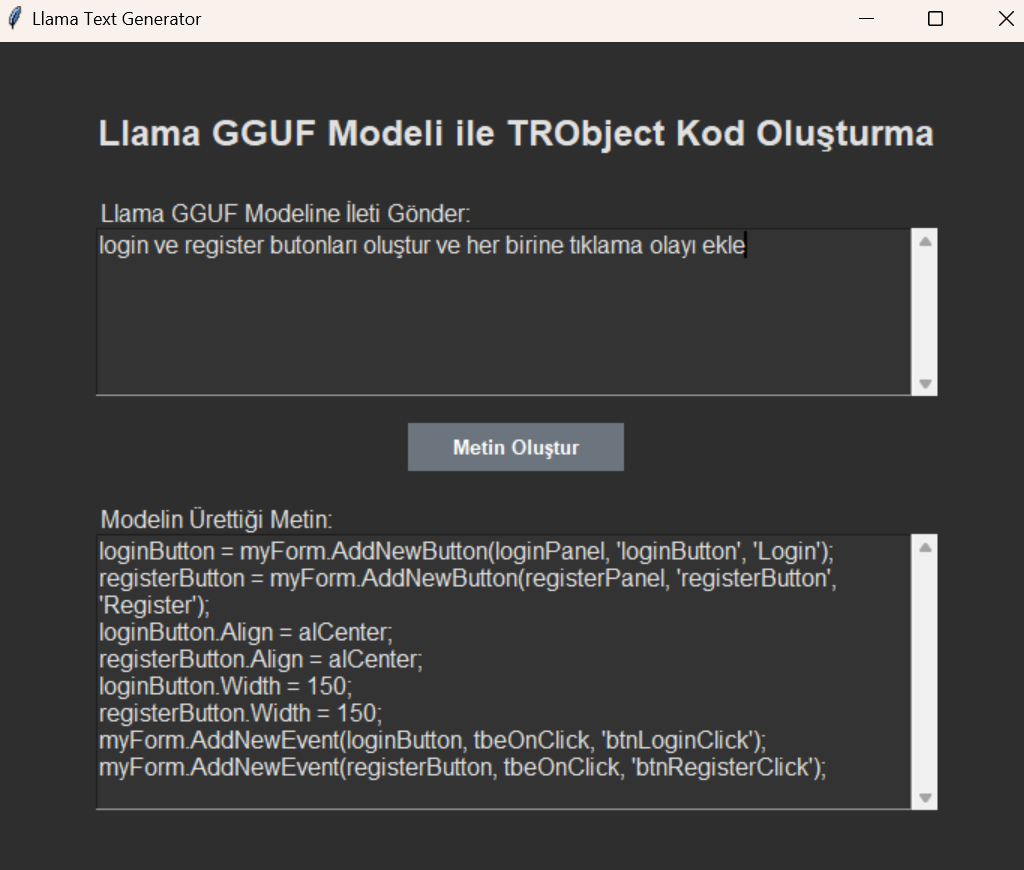 Llama Text Generator
Llama GGUF Modeli ile TRObject Kod Oluşturma
Llama GGUF Modeline İleti Gönder:
login ve register butonları oluştur ve her birine tıklama olayı ekle
Metin Oluştur
Modelin Ürettiği Metin:
loginButton = myForm.AddNewButton(loginPanel, 'loginButton', 'Login');
registerButton = myForm.AddNewButton(registerPanel, 'registerButton',
'Register');
loginButton.Align = alCenter;
registerButton.Align = alCenter;
loginButton.Width = 150;
registerButton.Width = 150;
myForm.AddNewEvent(loginButton, tbeOnClick, 'btnLoginClick');
myForm.AddNewEvent(registerButton, tbeOnClick, 'btnRegisterClick');